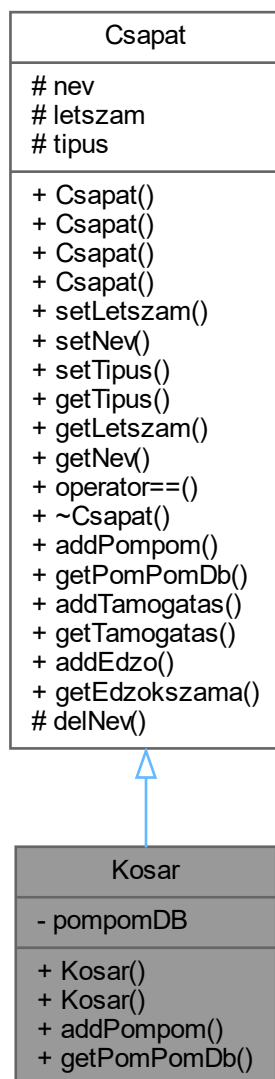 Csapat
# nev
# letszam
# tipus
+ Csapat()
+ Csapat()
+ Csapat()
+ Csapat()
+ setLetszam()
+ setNev()
+ setTipus()
+ getTipus()
+ getLetszam()
+ getNev()
+ operator==()
+ ~Csapat()
+ addPompom()
+ getPomPomDb()
+ addTamogatas()
+ getTamogatas()
+ addEdzo()
+ getEdzokszama()
# delNev()
Kosar
- pompomDB
+ Kosar()
+ Kosar()
+ addPompom()
+ getPomPomDb()